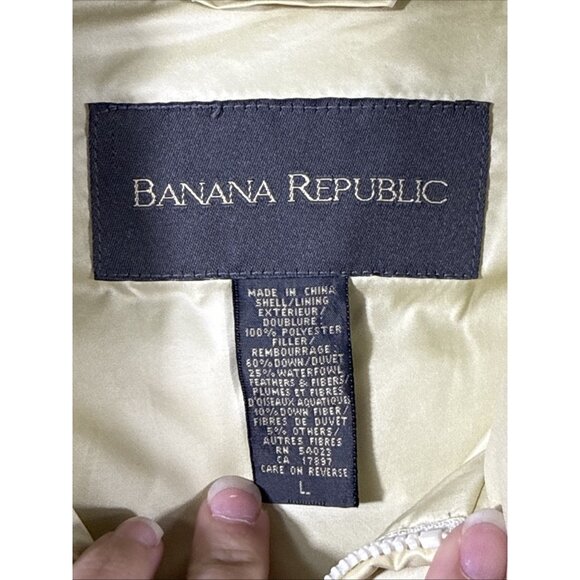 BANANA REPUBLIC
MADE IN CHINA
SHELL/LINING
EXTÉRIEUR/
DOUBLURE:
100% POLYESTER
FILLER/
REMBOURRAGE:
60% DOWN/DUVET
25% WATERFOWL
FEATHERS & FIBERS/
PLUMES ET FIBRES
D'OISEAUX AQUATIQUES
10% DOWN FIBER/
FIBRES DE DUVET
5% OTHERS/
AUTRES FIBRES
RN 54023
CA 17897
CARE ON REVERSE
L